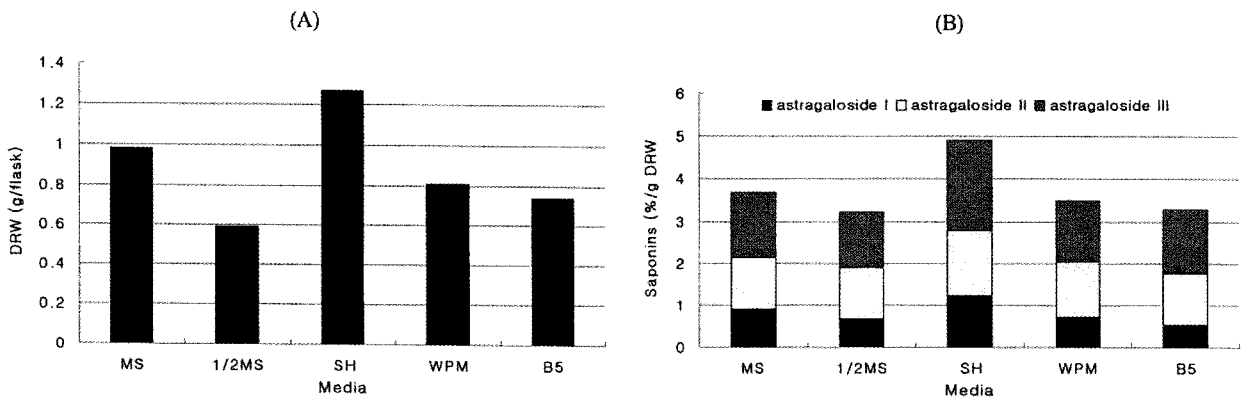 (A)
DRW (g/flask)
1.4
1.2
1
0.8
0.6
0.4
0.2
0
MS 1/2MS SH WPM B5
Media
(B)
Saponins (%/g DRW
6
5
4
3
2
1
0
astragaloside I astragaloside II astragaloside III
MS 1/2MS SH WPM B5
Media